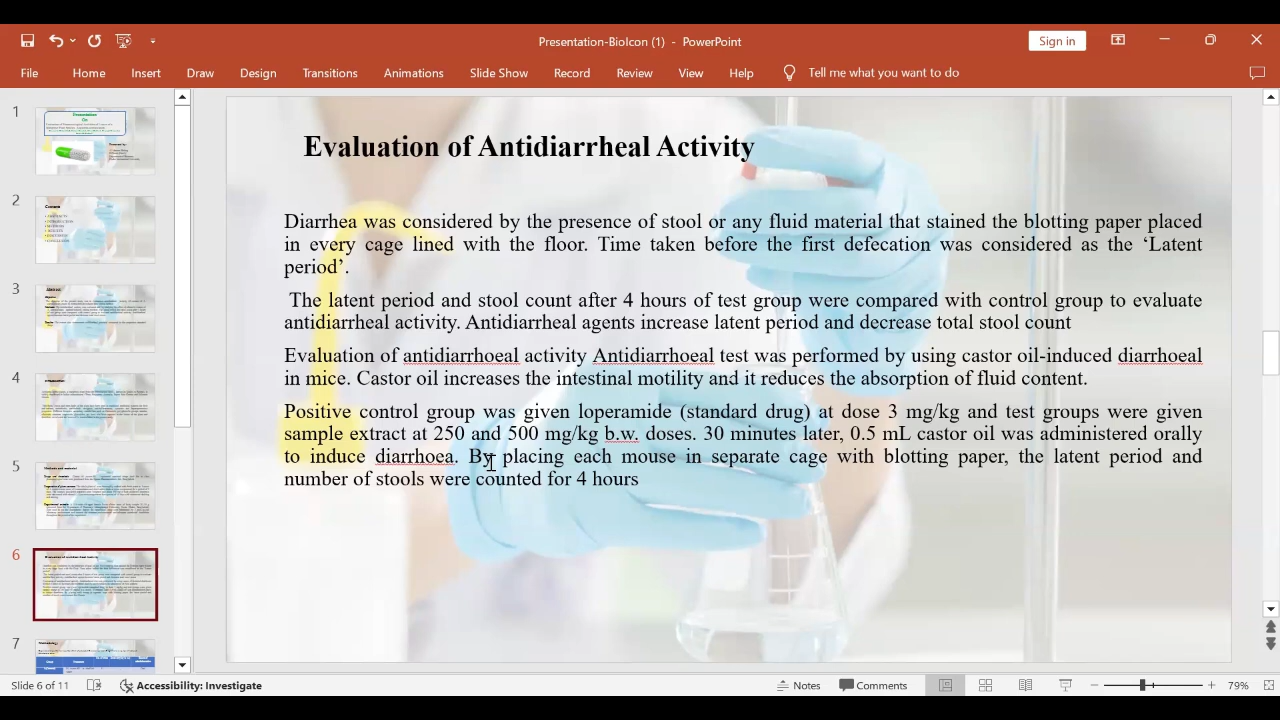 Presentation-BioIcon (1) - PowerPoint
Sign in
File Home Insert Draw Design Transitions Animations Slide Show Record Review View Help Tell me what you want to do
1
Presentation
On
2
Content
3
4
5
6
7
Evaluation of Antidiarrheal Activity
Diarrhea was considered by the presence of stool or any fluid material that stained the blotting paper placed
in every cage lined with the floor. Time taken before the first defecation was considered as the ‘Latent
period’.
The latent period and stool count after 4 hours of test group were compared with control group to evaluate
antidiarrheal activity. Antidiarrheal agents increase latent period and decrease total stool count
Evaluation of antidiarrhoeal activity Antidiarrhoeal test was performed by using castor oil-induced diarrhoeal
in mice. Castor oil increases the intestinal motility and it reduces the absorption of fluid content.
Positive control group was given loperamide (standard drug) at dose 3 mg/kg and test groups were given
sample extract at 250 and 500 mg/kg b.w. doses. 30 minutes later, 0.5 mL castor oil was administered orally
to induce diarrhoea. By placing each mouse in separate cage with blotting paper, the latent period and
number of stools were counted for 4 hours
Slide 6 of 11 Accessibility: Investigate Notes Comments 79%